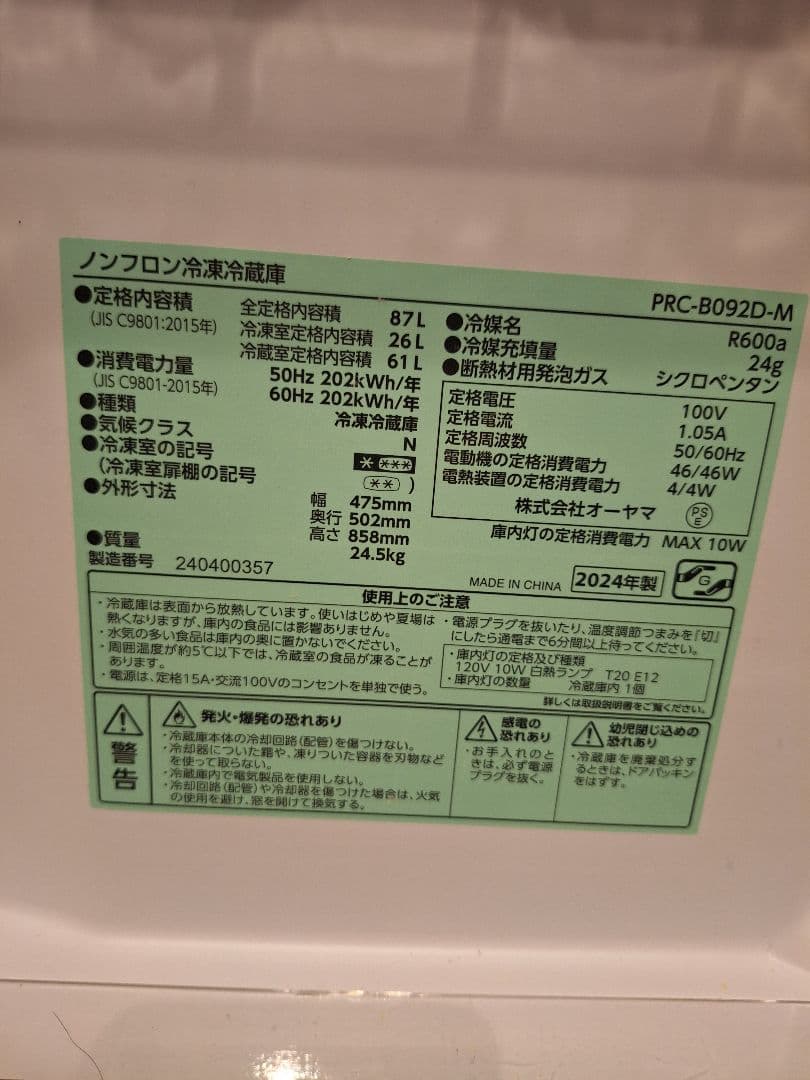 ノンフロン冷凍冷蔵庫
PRC-B092D-M
●定格内容積
(JIS C9801:2015年)
全定格内容積 87L
冷凍室定格内容積 26L
冷蔵室定格内容積 61L
●消費電力量
(JIS C9801-2015年)
50Hz 202kWh/年
60Hz 202kWh/年
●種類 冷凍冷蔵庫
●気候クラス N
●冷凍室の記号 * ***
(冷凍室扉棚の記号 ** )
●外形寸法
幅 475mm
奥行 502mm
高さ 858mm
●質量 24.5kg
製造番号 240400357
●冷媒名 R600a
●冷媒充填量 24g
●断熱材用発泡ガス シクロペンタン
定格電圧 100V
定格電流 1.05A
定格周波数 50/60Hz
電動機の定格消費電力 46/46W
電熱装置の定格消費電力 4/4W
株式会社オーヤマ PSE
庫内灯の定格消費電力 MAX 10W
MADE IN CHINA 2024年製 G
使用上のご注意
・冷蔵庫は表面から放熱しています。使いはじめや夏場は
熱くなりますが、庫内の食品には影響ありません。
・水気の多い食品は庫内の奥に置かないでください。
・周囲温度が約5℃以下では、冷蔵室の食品が凍ることが
あります。
・電源は、定格15A・交流100Vのコンセントを単独で使う。
・電源プラグを抜いたり、温度調節つまみを「切」
にしたら通電まで6分間以上待ってください。
・庫内灯の定格及び種類
120V 10W 白熱ランプ T20 E12
・庫内灯の数量 冷蔵庫内 1個
詳しくは取扱説明書をご覧ください。
警告
発火・爆発の恐れあり
・冷蔵庫本体の冷却回路(配管)を傷つけない。
・冷却器についた霜や、凍りついた容器を刃物など
を使って取らない。
・冷蔵庫内で電気製品を使用しない。
・冷却回路(配管)や冷却器を傷つけた場合は、火気
の使用を避け、窓を開けて換気する。
感電の
恐れあり
・お手入れのと
きは、必ず電源
プラグを抜く。
幼児閉じ込めの
恐れあり
・冷蔵庫を廃棄処分す
るときは、ドアパッキン
をはずす。